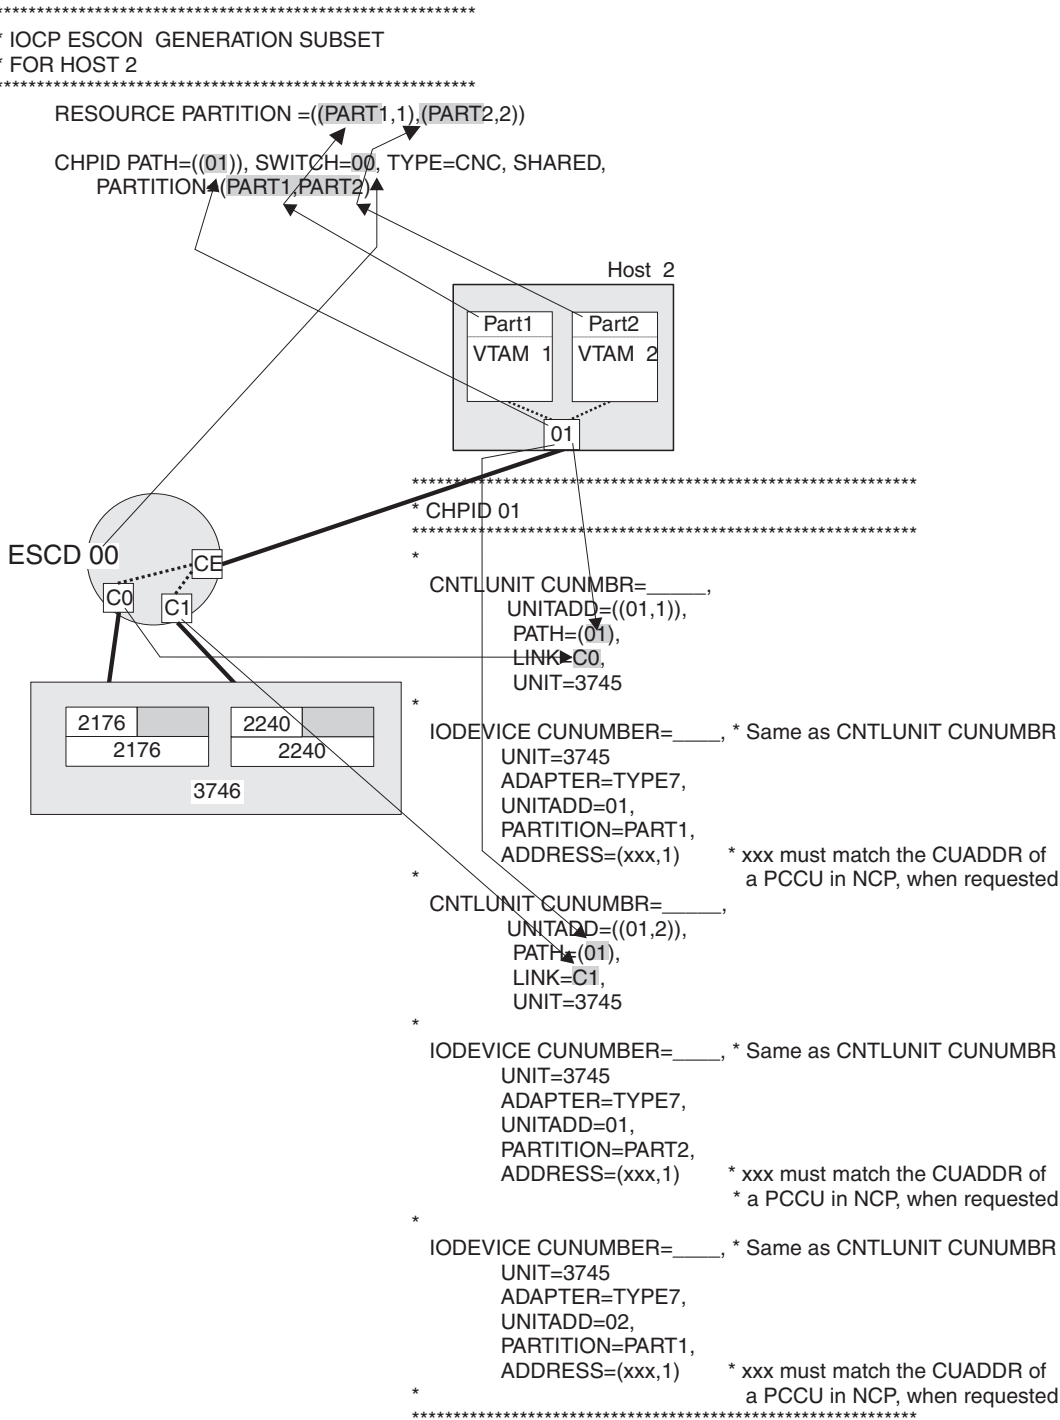 *********************************************************
* IOCP ESCON GENERATION SUBSET
* FOR HOST 2
*********************************************************
RESOURCE PARTITION =((PART1,1),(PART2,2))
CHPID PATH=((01)), SWITCH=00, TYPE=CNC, SHARED,
PARTITION=(PART1,PART2)
Host 2
Part1
Part2
VTAM 1
VTAM 2
01
*************************************************************
* CHPID 01
*************************************************************
ESCD 00
CE
C0
C1
*
CNTLUNIT CUNMBR=_____,
UNITADD=((01,1)),
PATH=(01),
LINK=C0,
UNIT=3745
2176
2240
2176
2240
3746
*
IODEVICE CUNUMBER=____, * Same as CNTLUNIT CUNUMBR
UNIT=3745
ADAPTER=TYPE7,
UNITADD=01,
PARTITION=PART1,
ADDRESS=(xxx,1) * xxx must match the CUADDR of
* a PCCU in NCP, when requested
CNTLUNIT CUNUMBR=_____,
UNITADD=((01,2)),
PATH=(01),
LINK=C1,
UNIT=3745
*
IODEVICE CUNUMBER=____, * Same as CNTLUNIT CUNUMBR
UNIT=3745
ADAPTER=TYPE7,
UNITADD=01,
PARTITION=PART2,
ADDRESS=(xxx,1) * xxx must match the CUADDR of
* a PCCU in NCP, when requested
*
IODEVICE CUNUMBER=____, * Same as CNTLUNIT CUNUMBR
UNIT=3745
ADAPTER=TYPE7,
UNITADD=02,
PARTITION=PART1,
ADDRESS=(xxx,1) * xxx must match the CUADDR of
* a PCCU in NCP, when requested
*************************************************************